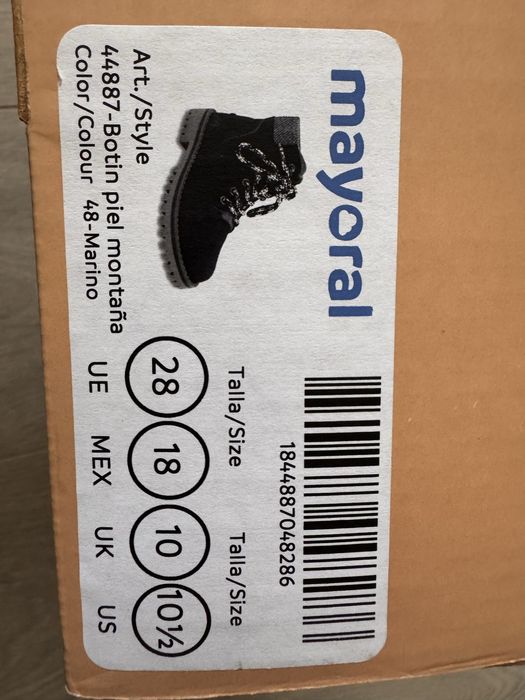 mayoral
Art./Style
44887-Botin piel montaña
Color/Colour 48-Marino
1844887048286
Talla/Size Talla/Size
28 18 10 10½
UE MEX UK US